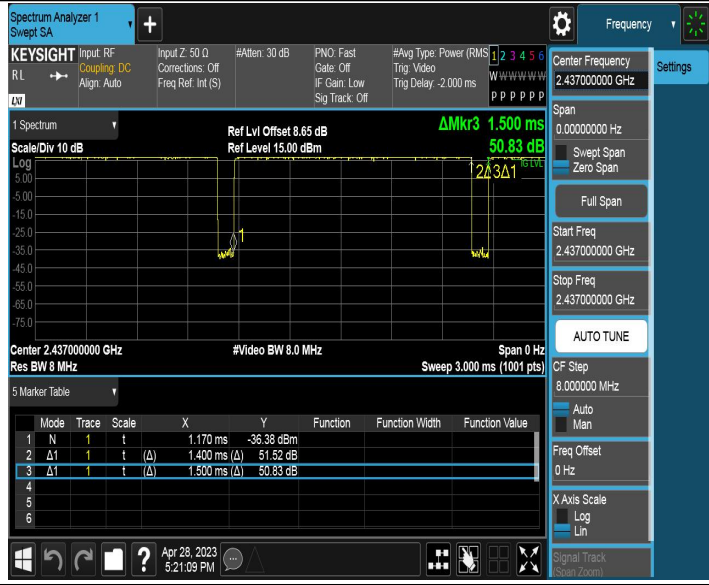 Spectrum Analyzer 1
Swept SA
+
Frequency
KEYSIGHT
RL
LXI
Input: RF
Coupling: DC
Align: Auto
Input Z: 50 Ω
Corrections: Off
Freq Ref: Int (S)
#Atten: 30 dB
PNO: Fast
Gate: Off
IF Gain: Low
Sig Track: Off
#Avg Type: Power (RMS
Trig: Video
Trig Delay: -2.000 ms
1 2 3 4 5 6
W W W W W W
P P P P P P
1 Spectrum
Scale/Div 10 dB
Ref Lvl Offset 8.65 dB
Ref Level 15.00 dBm
ΔMkr3 1.500 ms
50.83 dB
Log
5.00
-5.00
-15.0
-25.0
-35.0
-45.0
-55.0
-65.0
-75.0
1
2Δ3Δ1
Center 2.437000000 GHz
#Video BW 8.0 MHz
Span 0 Hz
Res BW 8 MHz
Sweep 3.000 ms (1001 pts)
5 Marker Table
Mode Trace Scale X Y Function Function Width Function Value
1 N 1 t 1.170 ms -36.38 dBm
2 Δ1 1 t (Δ) 1.400 ms (Δ) 51.52 dB
3 Δ1 1 t (Δ) 1.500 ms (Δ) 50.83 dB
4
5
6
?
Apr 28, 2023
5:21:09 PM
Settings
Center Frequency
2.437000000 GHz
Span
0.00000000 Hz
Swept Span
Zero Span
Full Span
Start Freq
2.437000000 GHz
Stop Freq
2.437000000 GHz
AUTO TUNE
CF Step
8.000000 MHz
Auto
Man
Freq Offset
0 Hz
X Axis Scale
Log
Lin
Signal Track
(Span Zoom)